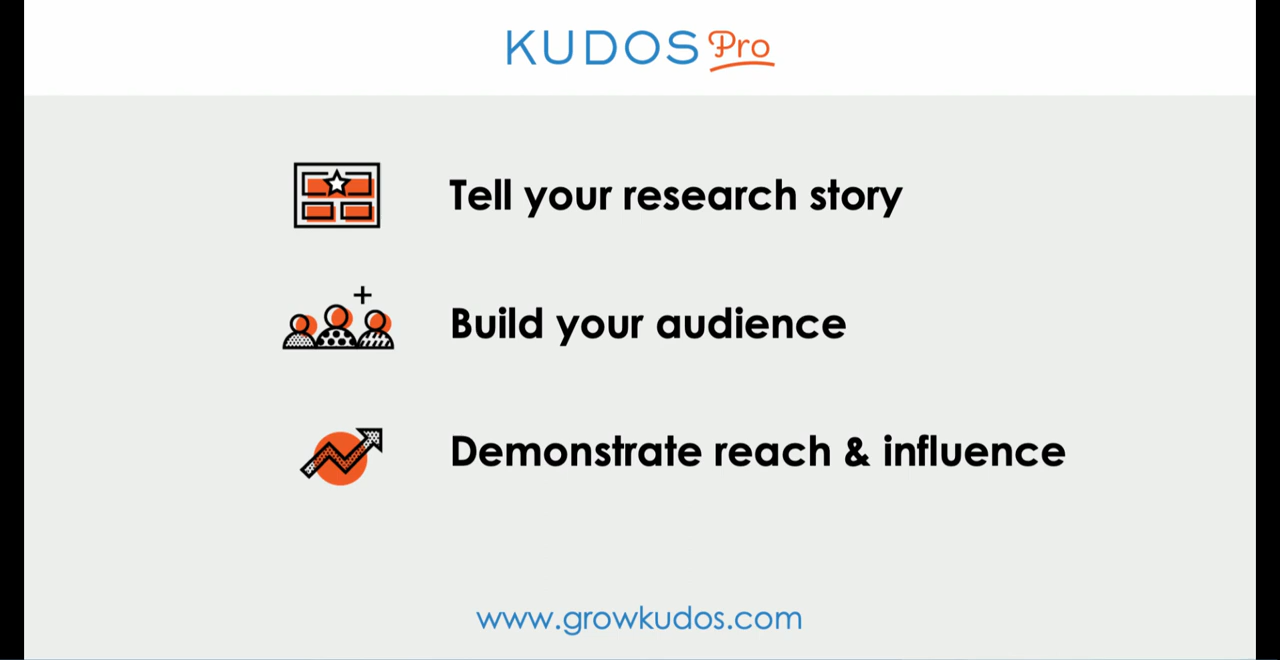 KUDOS Pro
Tell your research story
Build your audience
Demonstrate reach & influence
www.growkudos.com